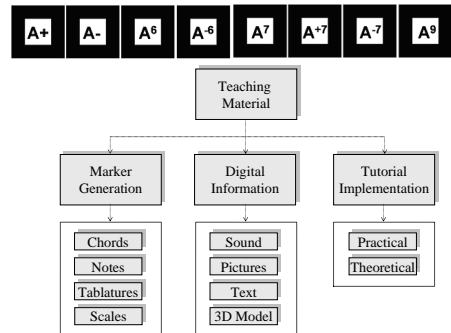 A+ A- A⁶ A⁻⁶ A⁷ A⁺⁷ A⁻⁷ A⁹
Teaching
Material
Marker
Generation
Digital
Information
Tutorial
Implementation
Chords
Notes
Tablatures
Scales
Sound
Pictures
Text
3D Model
Practical
Theoretical